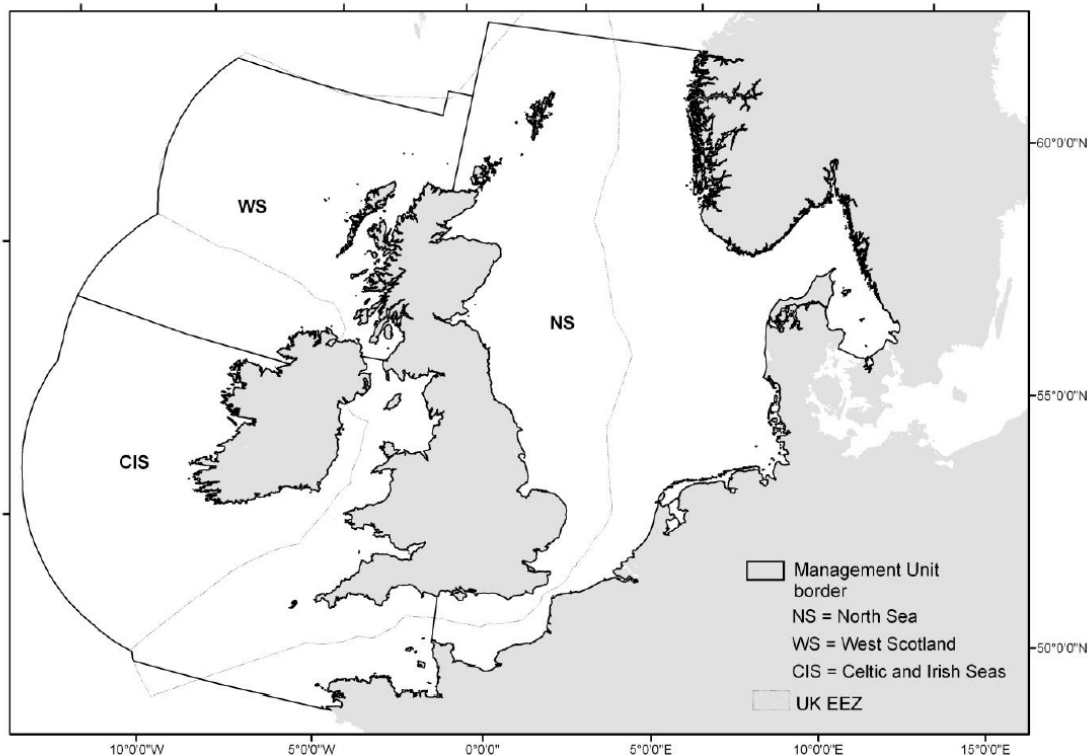 60°0'0"N
WS
NS
55°0'0"N
CIS
Management Unit
border
NS = North Sea
WS = West Scotland
CIS = Celtic and Irish Seas
UK EEZ
50°0'0"N
10°0'0"W
5°0'0"W
0°0'0"
5°0'0"E
10°0'0"E
15°0'0"E